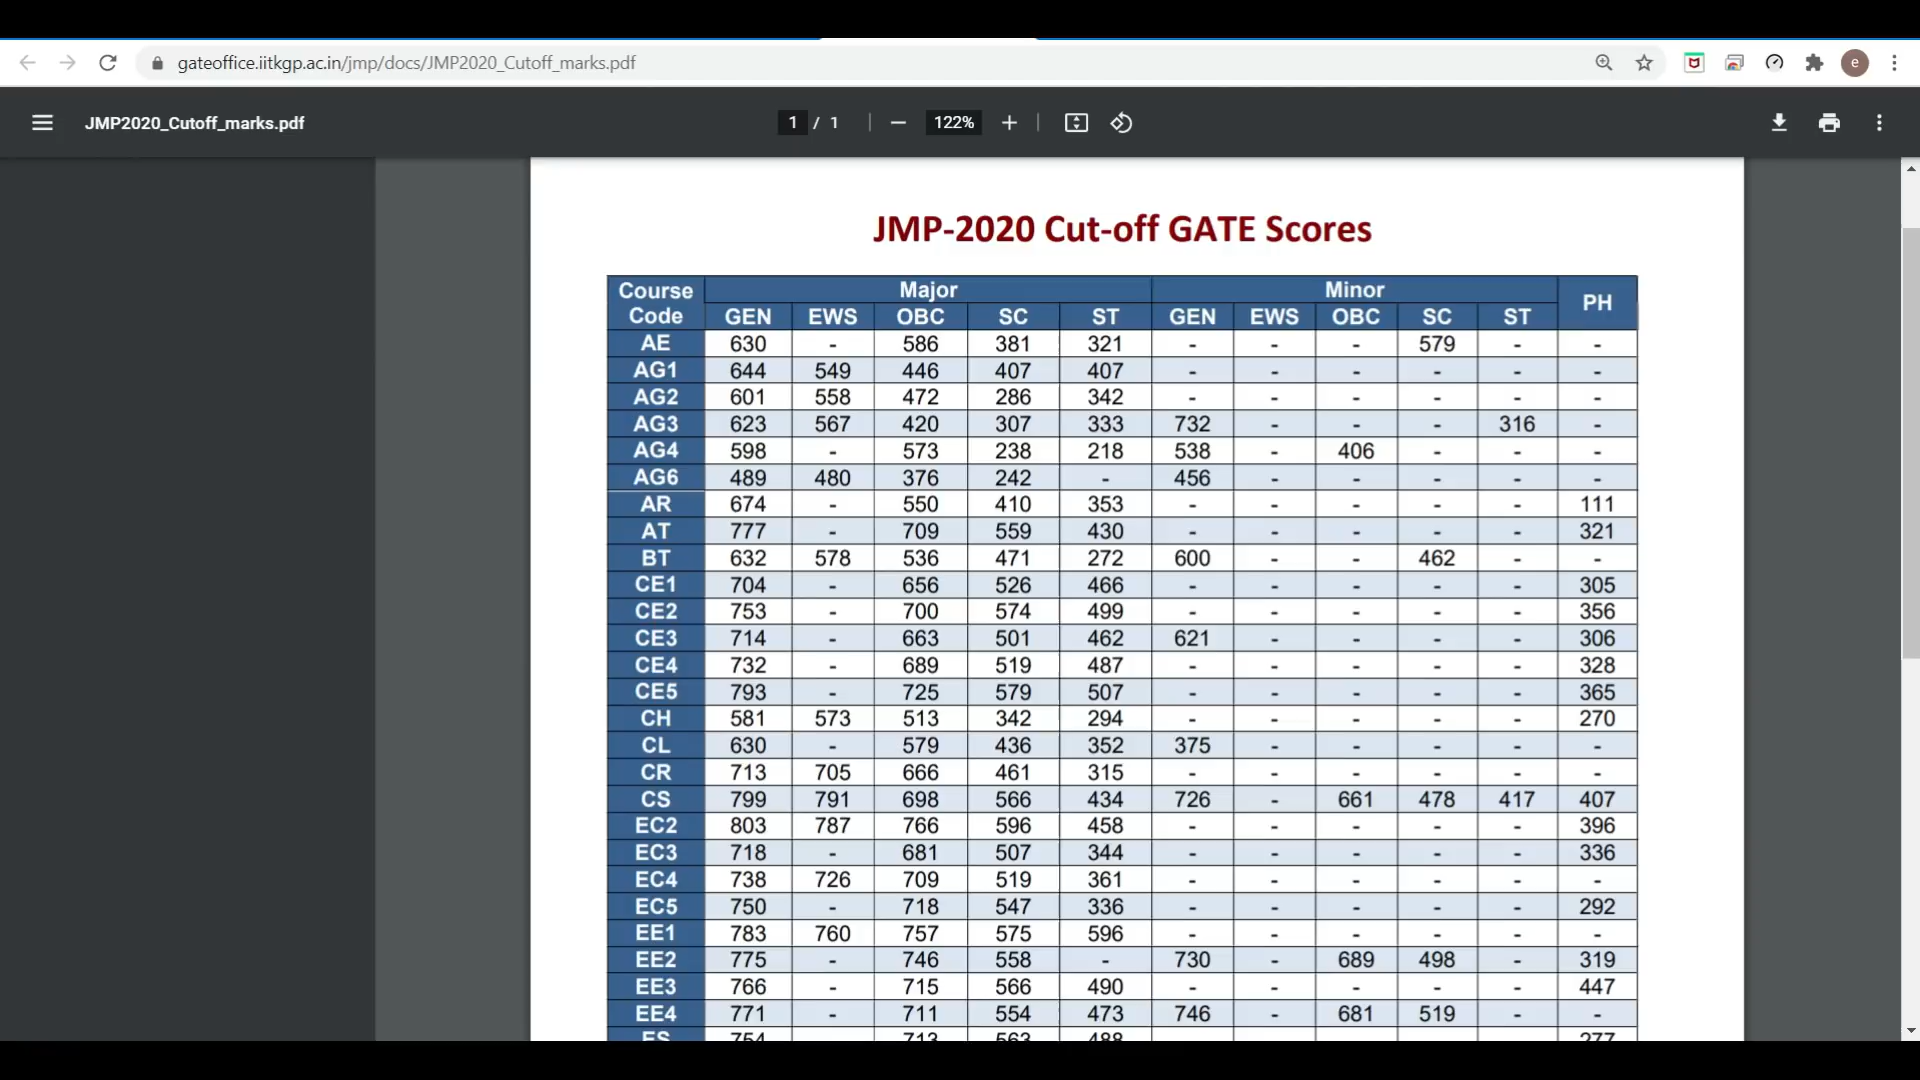 gateoffice.iitkgp.ac.in/jmp/docs/JMP2020_Cutoff_marks.pdf
e
JMP2020_Cutoff_marks.pdf
1 / 1
122%
JMP-2020 Cut-off GATE Scores
Course Code Major Minor PH
GEN EWS OBC SC ST GEN EWS OBC SC ST
AE 630 - 586 381 321 - - - 579 - -
AG1 644 549 446 407 407 - - - - - -
AG2 601 558 472 286 342 - - - - - -
AG3 623 567 420 307 333 732 - - - 316 -
AG4 598 - 573 238 218 538 - 406 - - -
AG6 489 480 376 242 - 456 - - - - -
AR 674 - 550 410 353 - - - - - 111
AT 777 - 709 559 430 - - - - - 321
BT 632 578 536 471 272 600 - - 462 - -
CE1 704 - 656 526 466 - - - - - 305
CE2 753 - 700 574 499 - - - - - 356
CE3 714 - 663 501 462 621 - - - - 306
CE4 732 - 689 519 487 - - - - - 328
CE5 793 - 725 579 507 - - - - - 365
CH 581 573 513 342 294 - - - - - 270
CL 630 - 579 436 352 375 - - - - -
CR 713 705 666 461 315 - - - - - -
CS 799 791 698 566 434 726 - 661 478 417 407
EC2 803 787 766 596 458 - - - - - 396
EC3 718 - 681 507 344 - - - - - 336
EC4 738 726 709 519 361 - - - - - -
EC5 750 - 718 547 336 - - - - - 292
EE1 783 760 757 575 596 - - - - - -
EE2 775 - 746 558 - 730 - 689 498 - 319
EE3 766 - 715 566 490 - - - - - 447
EE4 771 - 711 554 473 746 - 681 519 - -
ES 754 713 563 488 277